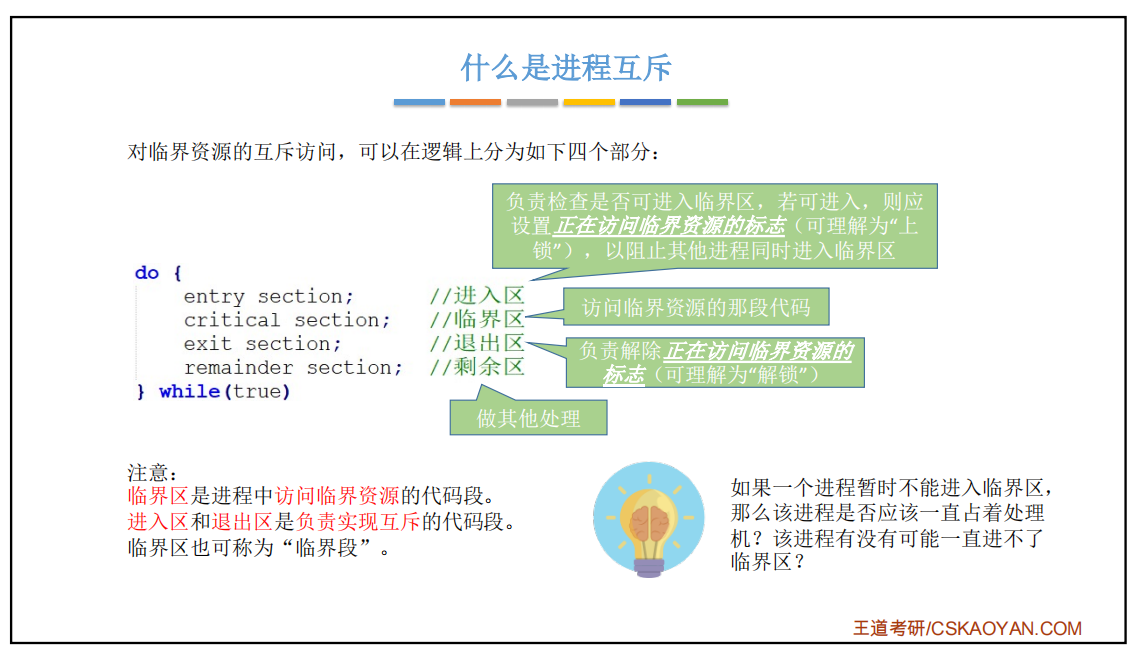 什么是进程互斥
对临界资源的互斥访问，可以在逻辑上分为如下四个部分：
负责检查是否可进入临界区，若可进入，则应
设置正在访问临界资源的标志（可理解为“上
锁”），以阻止其他进程同时进入临界区
do {
entry section; //进入区
critical section; //临界区
exit section; //退出区
remainder section; //剩余区
} while(true)
访问临界资源的那段代码
负责解除正在访问临界资源的
标志（可理解为“解锁”）
做其他处理
注意：
临界区是进程中访问临界资源的代码段。
进入区和退出区是负责实现互斥的代码段。
临界区也可称为“临界段”。
如果一个进程暂时不能进入临界区，
那么该进程是否应该一直占着处理
机？该进程有没有可能一直进不了
临界区？
王道考研/CSKAOYAN.COM